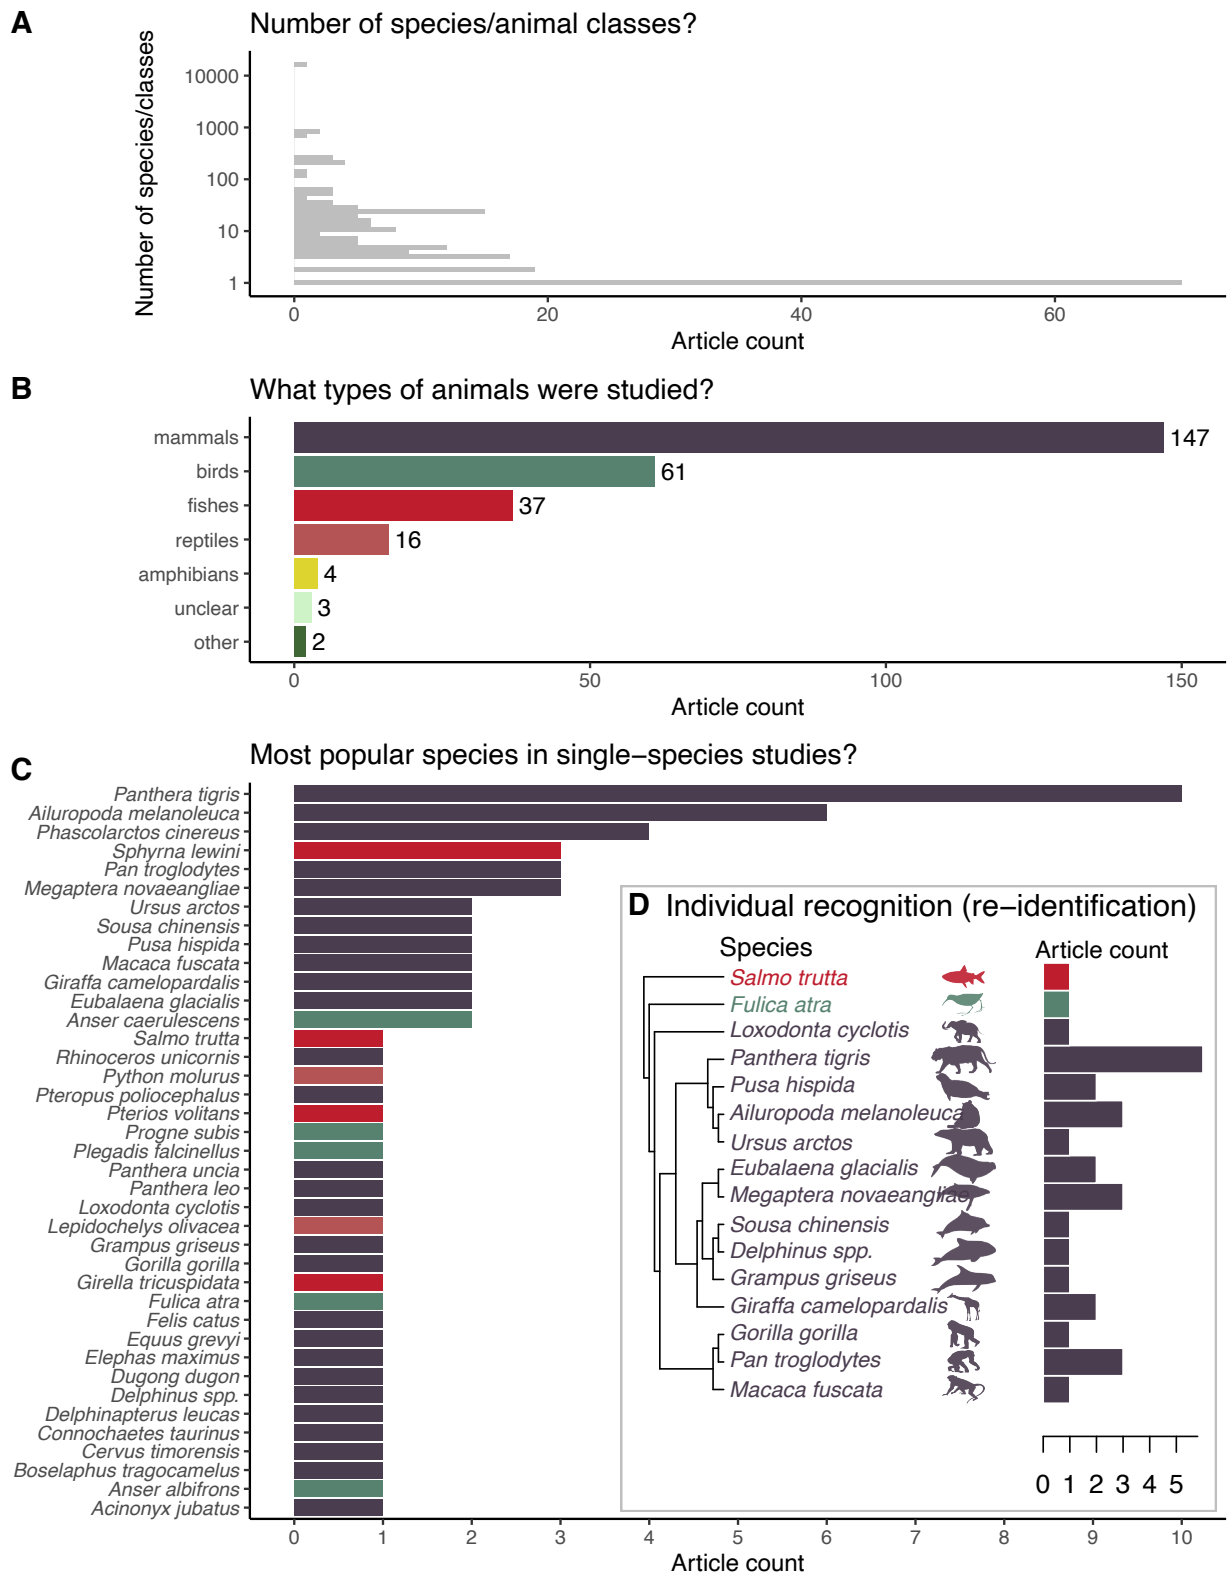 A
Number of species/animal classes?
Number of species/classes
10000
1000
100
10
1
0 20 40 60
Article count
B
What types of animals were studied?
mammals 147
birds 61
fishes 37
reptiles 16
amphibians 4
unclear 3
other 2
0 50 100 150
Article count
C
Most popular species in single–species studies?
Panthera tigris
Ailuropoda melanoleuca
Phascolarctos cinereus
Sphyrna lewini
Pan troglodytes
Megaptera novaeangliae
Ursus arctos
Sousa chinensis
Pusa hispida
Macaca fuscata
Giraffa camelopardalis
Eubalaena glacialis
Anser caerulescens
Salmo trutta
Rhinoceros unicornis
Python molurus
Pteropus poliocephalus
Pterios volitans
Progne subis
Plegadis falcinellus
Panthera uncia
Panthera leo
Loxodonta cyclotis
Lepidochelys olivacea
Grampus griseus
Gorilla gorilla
Girella tricuspidata
Fulica atra
Felis catus
Equus grevyi
Elephas maximus
Dugong dugon
Delphinus spp.
Delphinapterus leucas
Connochaetes taurinus
Cervus timorensis
Boselaphus tragocamelus
Anser albifrons
Acinonyx jubatus
0 1 2 3 4 5 6 7 8 9 10
Article count
D Individual recognition (re–identification)
Species
Article count
Salmo trutta
Fulica atra
Loxodonta cyclotis
Panthera tigris
Pusa hispida
Ailuropoda melanoleuca
Ursus arctos
Eubalaena glacialis
Megaptera novaeangliae
Sousa chinensis
Delphinus spp.
Grampus griseus
Giraffa camelopardalis
Gorilla gorilla
Pan troglodytes
Macaca fuscata
0 1 2 3 4 5